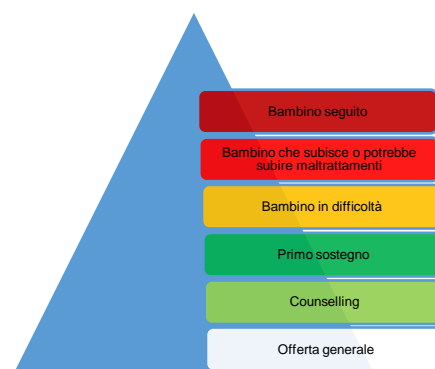 Bambino seguito
Bambino che subisce o potrebbe
subire maltrattamenti
Bambino in difficoltà
Primo sostegno
Counselling
Offerta generale